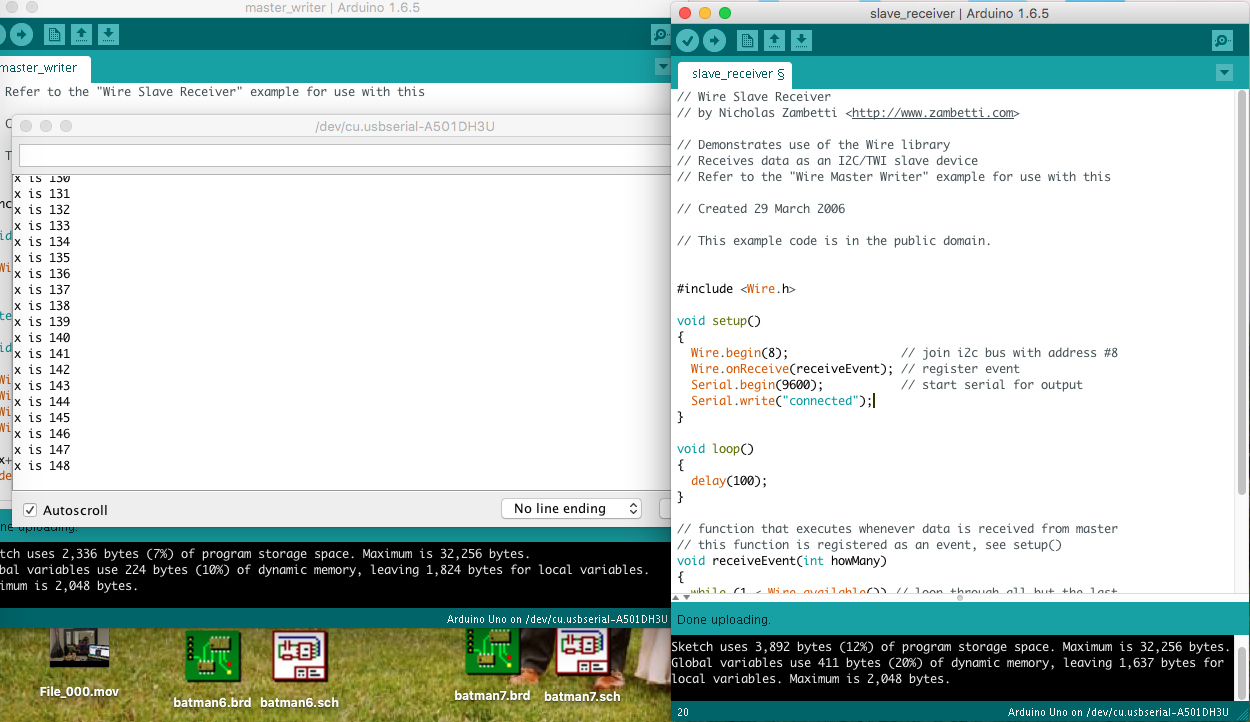 master_writer | Arduino 1.6.5
master_writer
Refer to the "Wire Slave Receiver" example for use with this
/dev/cu.usbserial-A501DH3U
x is 130
x is 131
x is 132
x is 133
x is 134
x is 135
x is 136
x is 137
x is 138
x is 139
x is 140
x is 141
x is 142
x is 143
x is 144
x is 145
x is 146
x is 147
x is 148
Autoscroll
No line ending
uploading.
tch uses 2,336 bytes (7%) of program storage space. Maximum is 32,256 bytes.
bal variables use 224 bytes (10%) of dynamic memory, leaving 1,824 bytes for local variables.
imum is 2,048 bytes.
Arduino Uno on /dev/cu.usbserial-A501DH3U
File_000.mov
batman6.brd
batman6.sch
batman7.brd
batman7.sch
slave_receiver | Arduino 1.6.5
slave_receiver §
// Wire Slave Receiver
// by Nicholas Zambetti <http://www.zambetti.com>
// Demonstrates use of the Wire library
// Receives data as an I2C/TWI slave device
// Refer to the "Wire Master Writer" example for use with this
// Created 29 March 2006
// This example code is in the public domain.
#include <Wire.h>
void setup()
{
  Wire.begin(8);                // join i2c bus with address #8
  Wire.onReceive(receiveEvent); // register event
  Serial.begin(9600);           // start serial for output
  Serial.write("connected");
}
void loop()
{
  delay(100);
}
// function that executes whenever data is received from master
// this function is registered as an event, see setup()
void receiveEvent(int howMany)
{
  while (1 < Wire.available()) // loop through all but the last
Done uploading.
Sketch uses 3,892 bytes (12%) of program storage space. Maximum is 32,256 bytes.
Global variables use 411 bytes (20%) of dynamic memory, leaving 1,637 bytes for
local variables. Maximum is 2,048 bytes.
20
Arduino Uno on /dev/cu.usbserial-A501DH3U